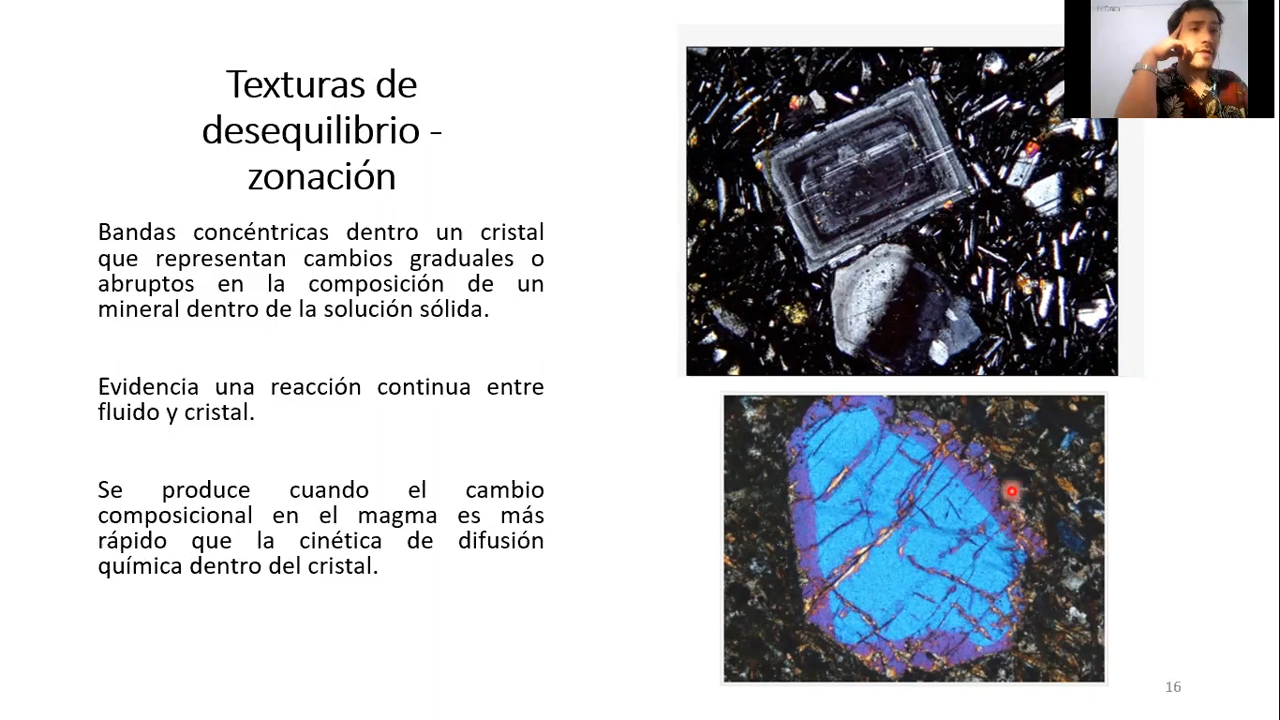 Texturas de
desequilibrio -
zonación
Bandas concéntricas dentro un cristal
que representan cambios graduales o
abruptos en la composición de un
mineral dentro de la solución sólida.
Evidencia una reacción continua entre
fluido y cristal.
Se produce cuando el cambio
composicional en el magma es más
rápido que la cinética de difusión
química dentro del cristal.
16